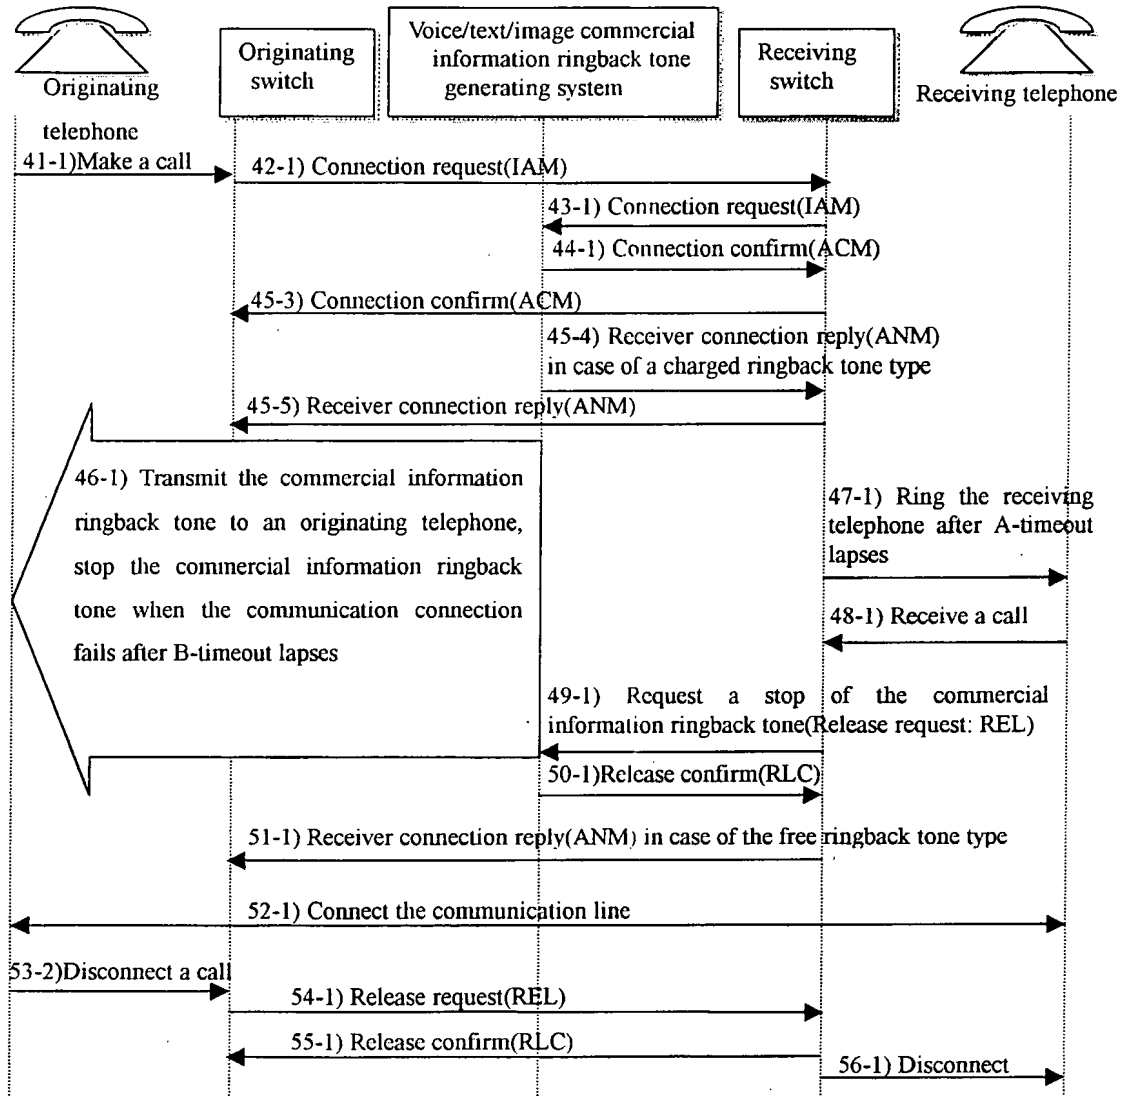 Originating
telephone
Originating
switch
Voice/text/image commercial
information ringback tone
generating system
Receiving
switch
Receiving telephone
41-1)Make a call
42-1) Connection request(IAM)
43-1) Connection request(IAM)
44-1) Connection confirm(ACM)
45-3) Connection confirm(ACM)
45-4) Receiver connection reply(ANM)
in case of a charged ringback tone type
45-5) Receiver connection reply(ANM)
46-1) Transmit the commercial information
ringback tone to an originating telephone,
stop the commercial information ringback
tone when the communication connection
fails after B-timeout lapses
47-1) Ring the receiving
telephone after A-timeout
lapses
48-1) Receive a call
49-1) Request a stop of the commercial
information ringback tone(Release request: REL)
50-1)Release confirm(RLC)
51-1) Receiver connection reply(ANM) in case of the free ringback tone type
52-1) Connect the communication line
53-2)Disconnect a call
54-1) Release request(REL)
55-1) Release confirm(RLC)
56-1) Disconnect